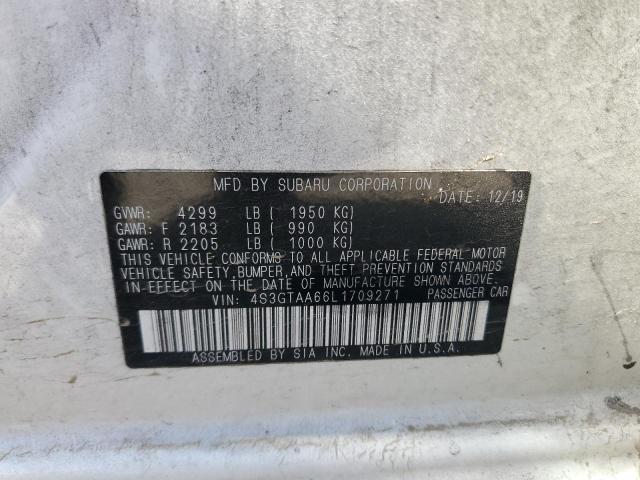 MFD BY SUBARU CORPORATION
DATE: 12/19
GVWR: 4299 LB ( 1950 KG)
GAWR: F 2183 LB ( 990 KG)
GAWR: R 2205 LB ( 1000 KG)
THIS VEHICLE CONFORMS TO ALL APPLICABLE FEDERAL MOTOR
VEHICLE SAFETY, BUMPER, AND THEFT PREVENTION STANDARDS
IN EFFECT ON THE DATE OF MANUFACTURE SHOWN ABOVE.
VIN: 4S3GTAA66L1709271 PASSENGER CAR
ASSEMBLED BY SIA INC. MADE IN U.S.A.